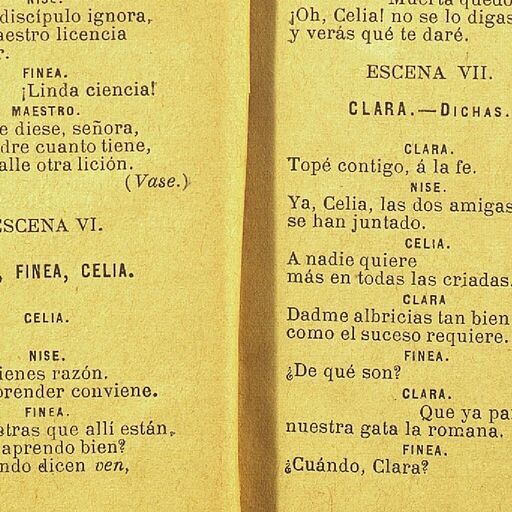 NISE.
discípulo ignora,
aestro licencia
r.
FINEA.
¡Linda ciencia!
MAESTRO.
e diese, señora,
dre cuanto tiene,
alle otra lición.
(Vase.)
ESCENA VI.
, FINEA, CELIA.
CELIA.
NISE.
ienes razón.
prender conviene.
FINEA.
etras que allí están,
aprendo bien?
ndo dicen ven,
Muerta quedo
¡Oh, Celia! no se lo digas
y verás qué te daré.
ESCENA VII.
CLARA.—DICHAS.
CLARA.
Topé contigo, á la fe.
NISE.
Ya, Celia, las dos amigas
se han juntado.
CELIA.
A nadie quiere
más en todas las criadas.
CLARA
Dadme albricias tan bien
como el suceso requiere.
FINEA.
¿De qué son?
CLARA.
Que ya pa
nuestra gata la romana.
FINEA.
¿Cuándo, Clara?